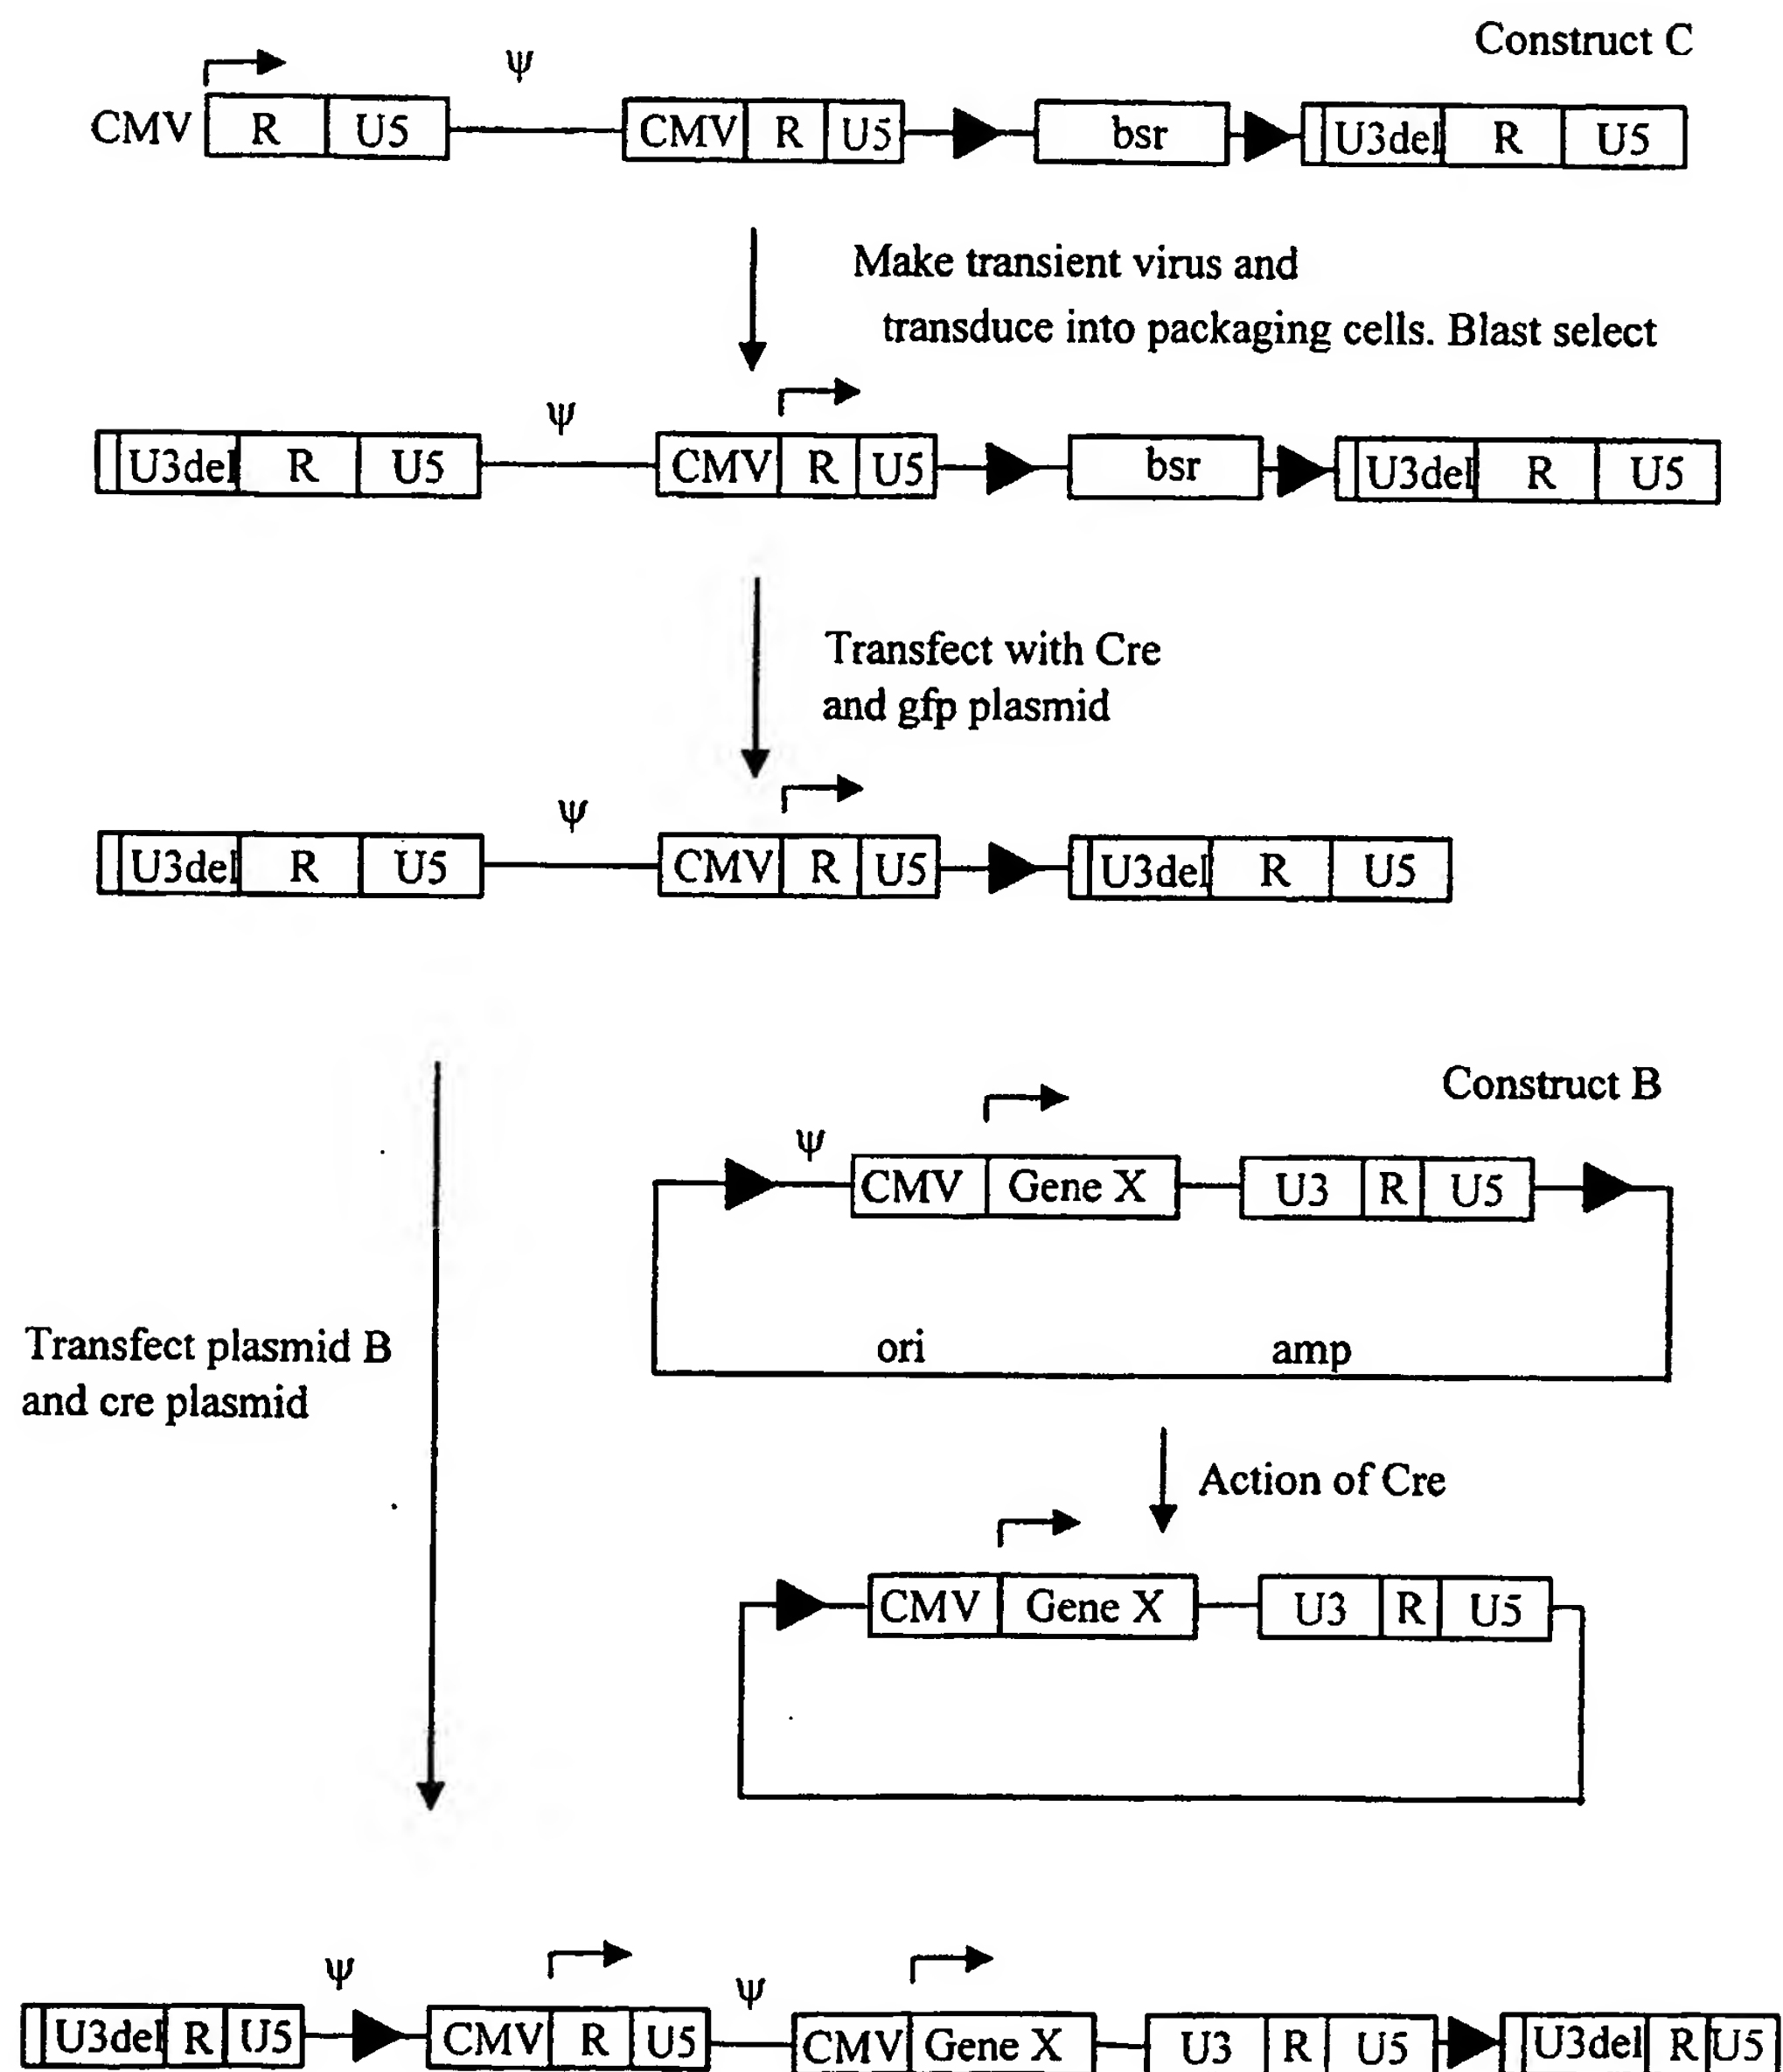 Construct C
ψ
CMV R U5 CMV R U5 bsr U3del R U5
Make transient virus and
transduce into packaging cells. Blast select
ψ
U3del R U5 CMV R U5 bsr U3del R U5
Transfect with Cre
and gfp plasmid
ψ
U3del R U5 CMV R U5 U3del R U5
Construct B
ψ
CMV Gene X U3 R U5
ori amp
Transfect plasmid B
and cre plasmid
Action of Cre
CMV Gene X U3 R U5
ψ ψ
U3del R U5 CMV R U5 CMV Gene X U3 R U5 U3del R U5